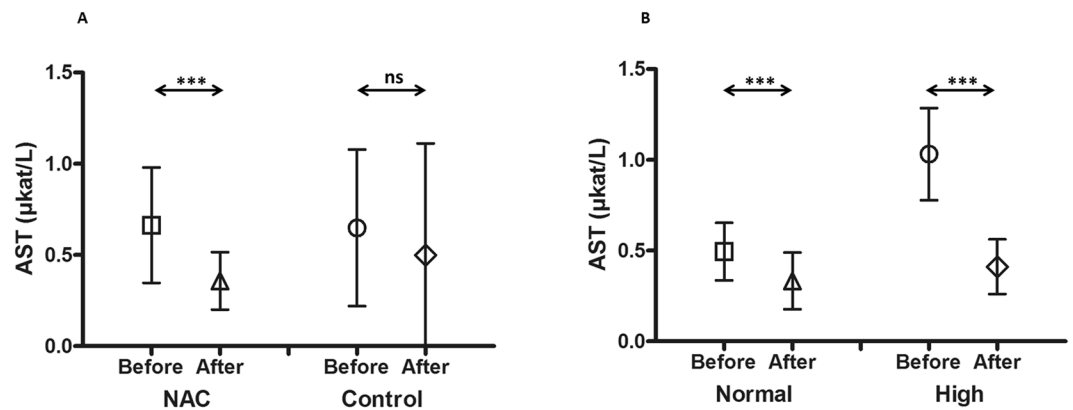 A
*** ns
1.5
1.0
0.5
0.0
AST (μkat/L)
Before After Before After
NAC Control
B
*** ***
1.5
1.0
0.5
0.0
AST (μkat/L)
Before After Before After
Normal High